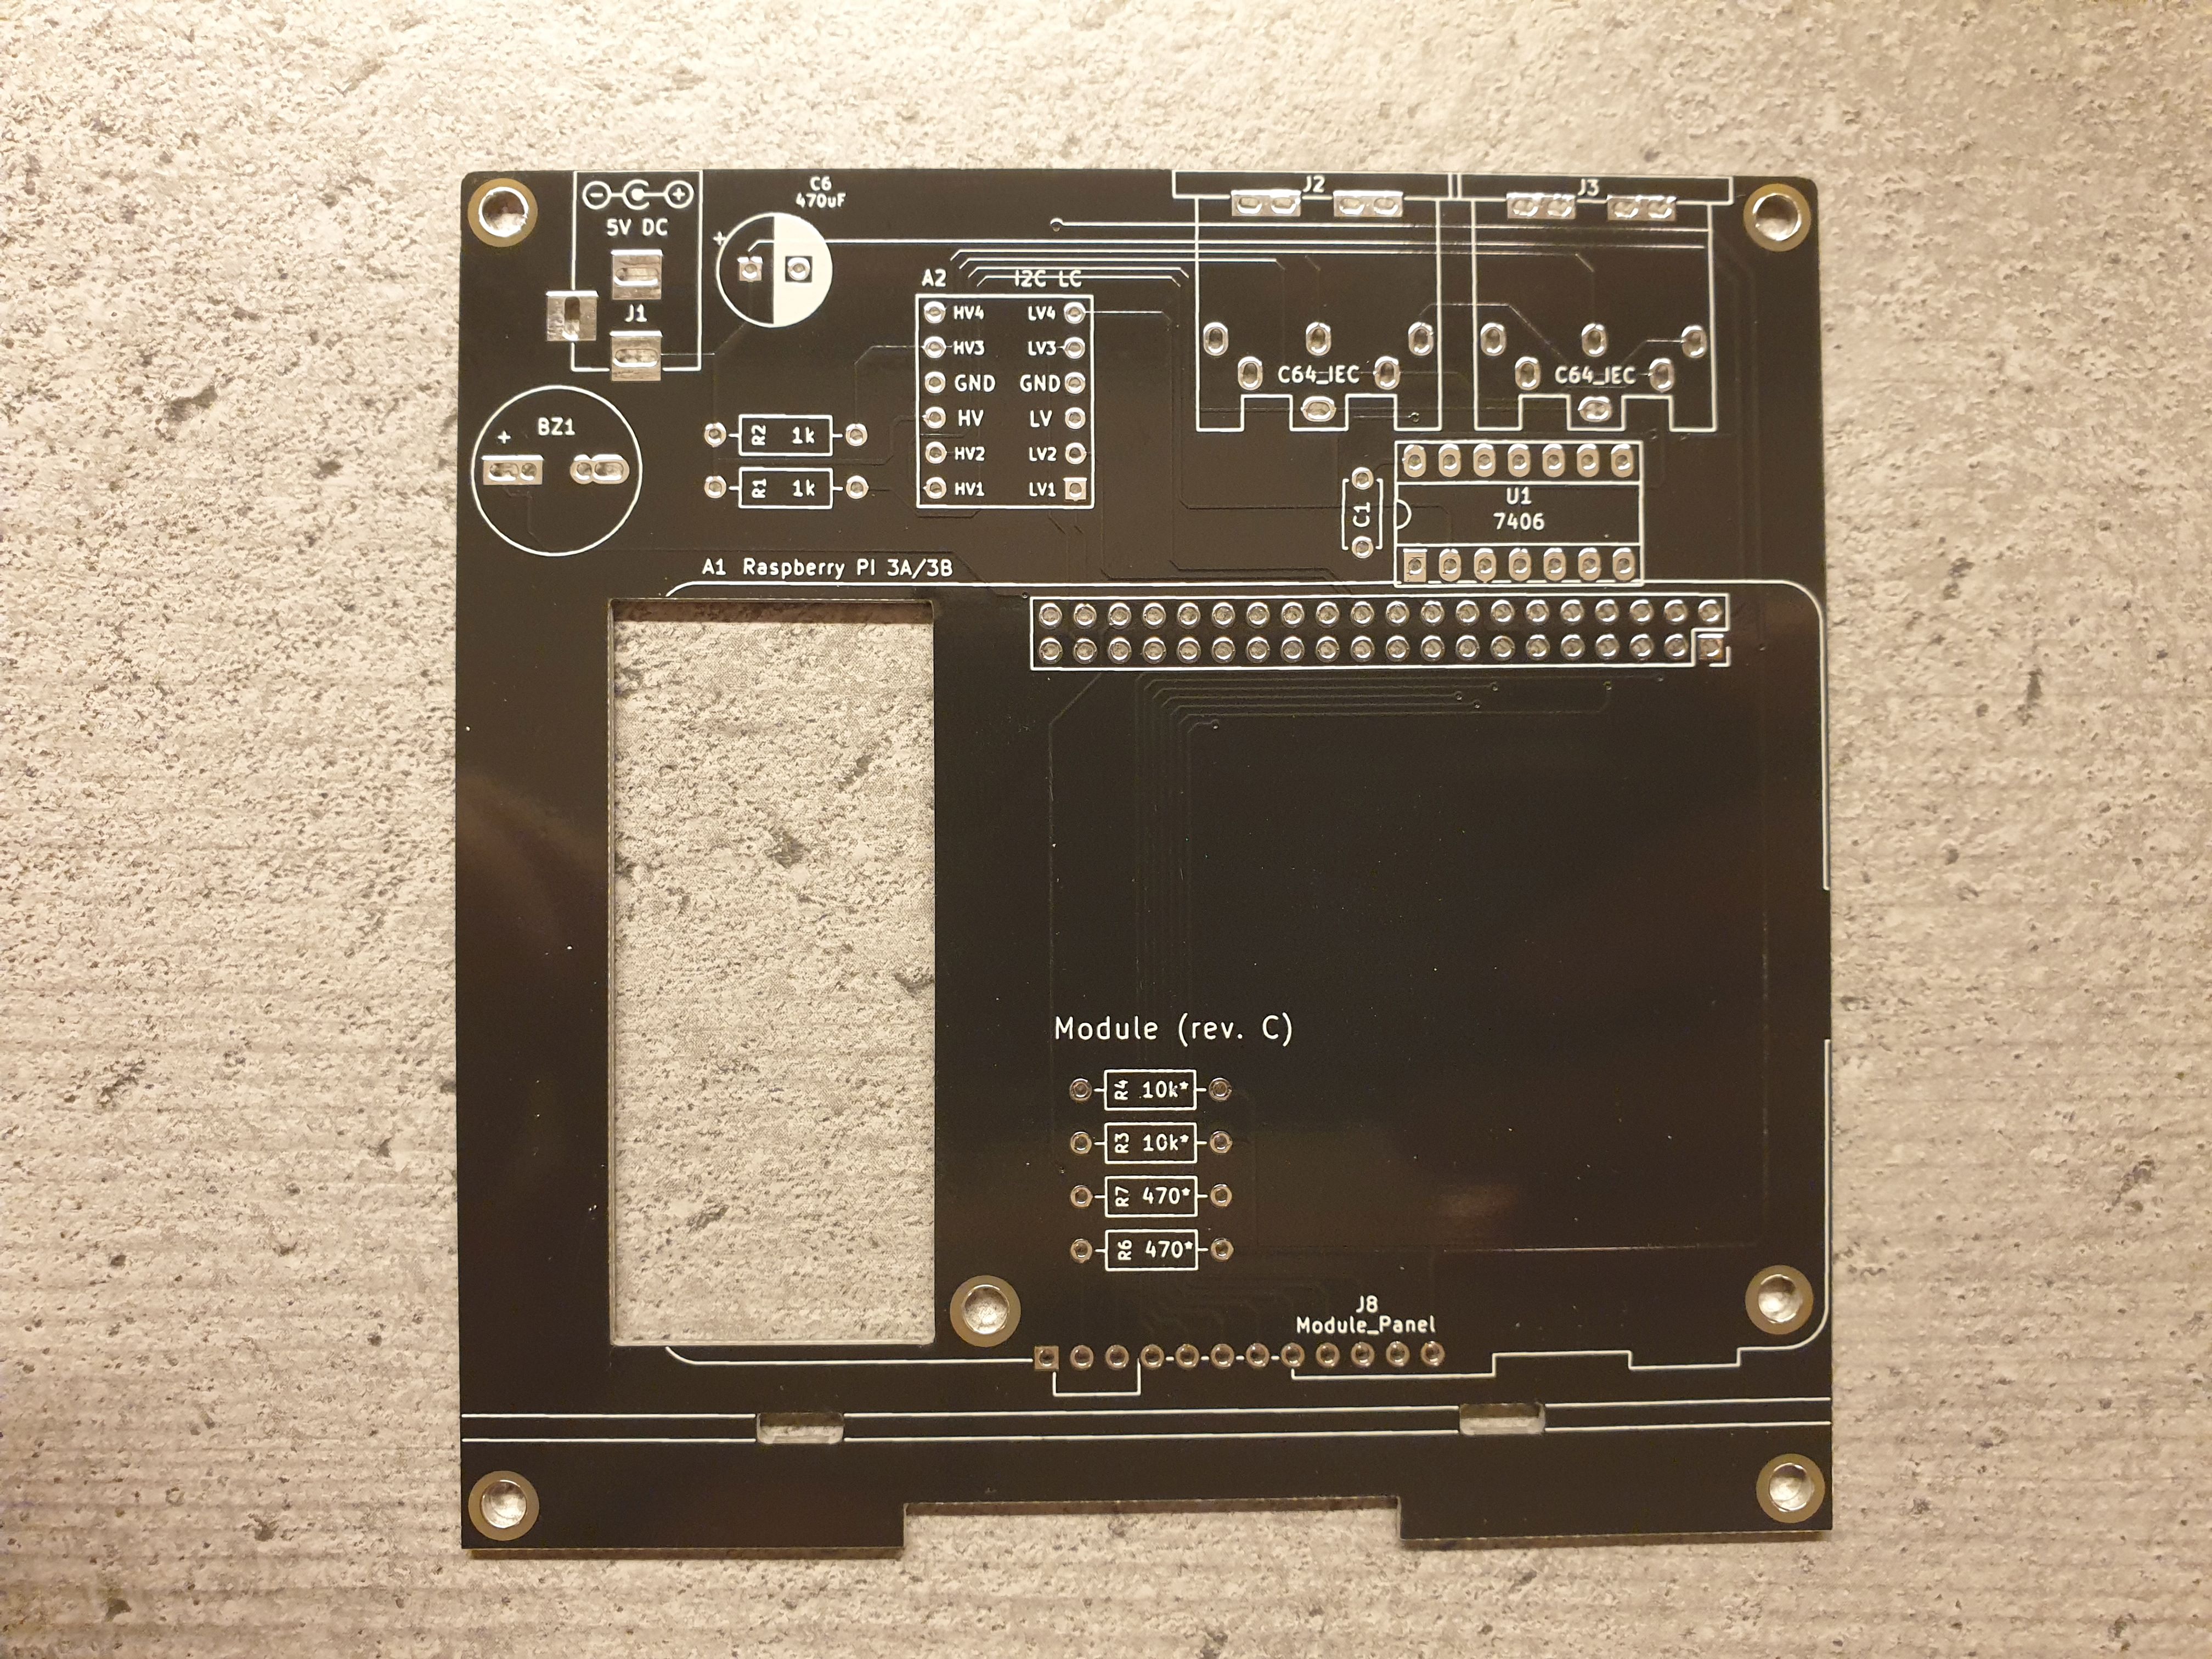 C6
470uF
J2
J3
- +
5V DC
+
A2 I2C LC
J1
HV4 LV4
HV3 LV3
GND GND
HV LV
HV2 LV2
HV1 LV1
C64_IEC
C64_IEC
BZ1
+
R2 1k
R1 1k
C1
U1
7406
A1 Raspberry PI 3A/3B
Module (rev. C)
R4 10k*
R3 10k*
R7 470*
R6 470*
J8
Module_Panel